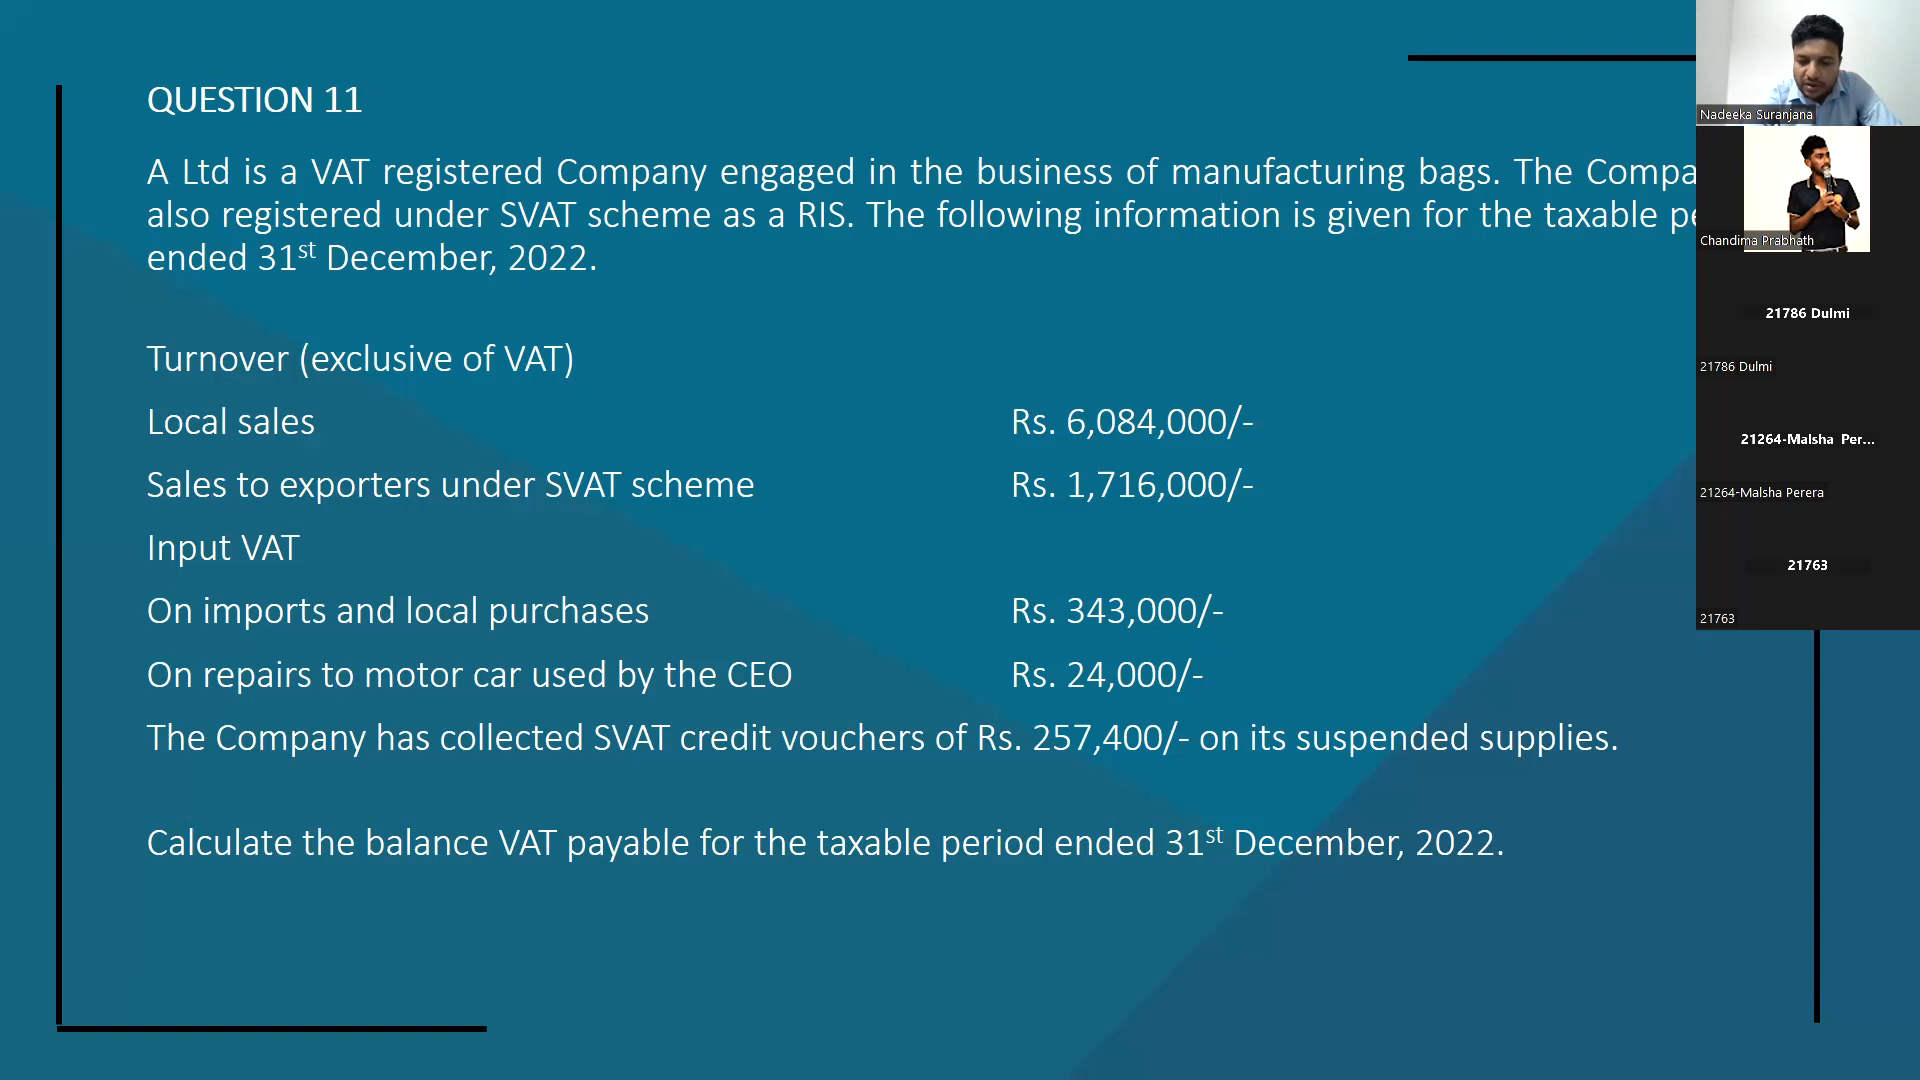 QUESTION 11
A Ltd is a VAT registered Company engaged in the business of manufacturing bags. The
also registered under SVAT scheme as a RIS. The following information is given for the taxable
ended 31st December, 2022.
Turnover (exclusive of VAT)
Local sales Rs. 6,084,000/-
Sales to exporters under SVAT scheme Rs. 1,716,000/-
Input VAT
On imports and local purchases Rs. 343,000/-
On repairs to motor car used by the CEO Rs. 24,000/-
The Company has collected SVAT credit vouchers of Rs. 257,400/- on its suspended supplies.
Calculate the balance VAT payable for the taxable period ended 31st December, 2022.
Nadeeka Suranjana
Chandima Prabhath
21786 Dulmi
21786 Dulmi
21264-Malsha Per...
21264-Malsha Perera
21763
21763